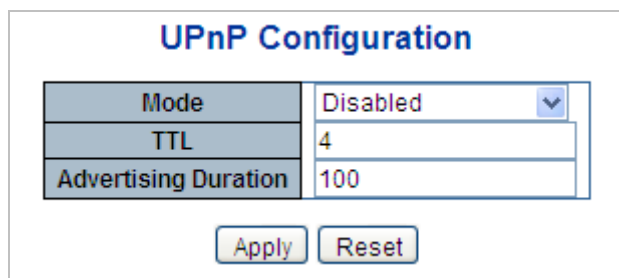 UPnP Configuration
Mode Disabled
TTL 4
Advertising Duration 100
Apply Reset